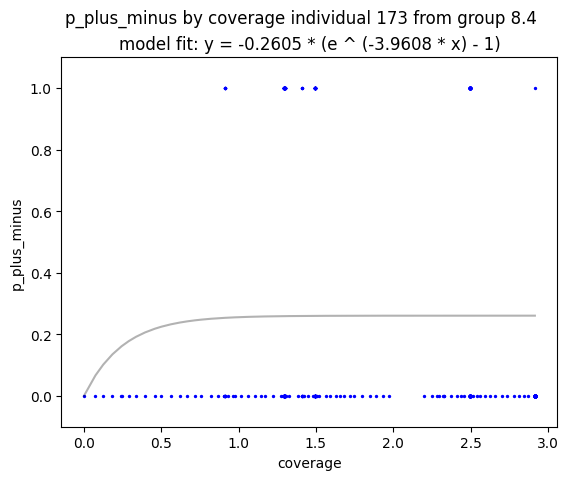 p_plus_minus by coverage individual 173 from group 8.4
model fit: y = -0.2605 * (e ^ (-3.9608 * x) - 1)
1.0
0.8
0.6
0.4
0.2
0.0
p_plus_minus
0.0 0.5 1.0 1.5 2.0 2.5 3.0
coverage